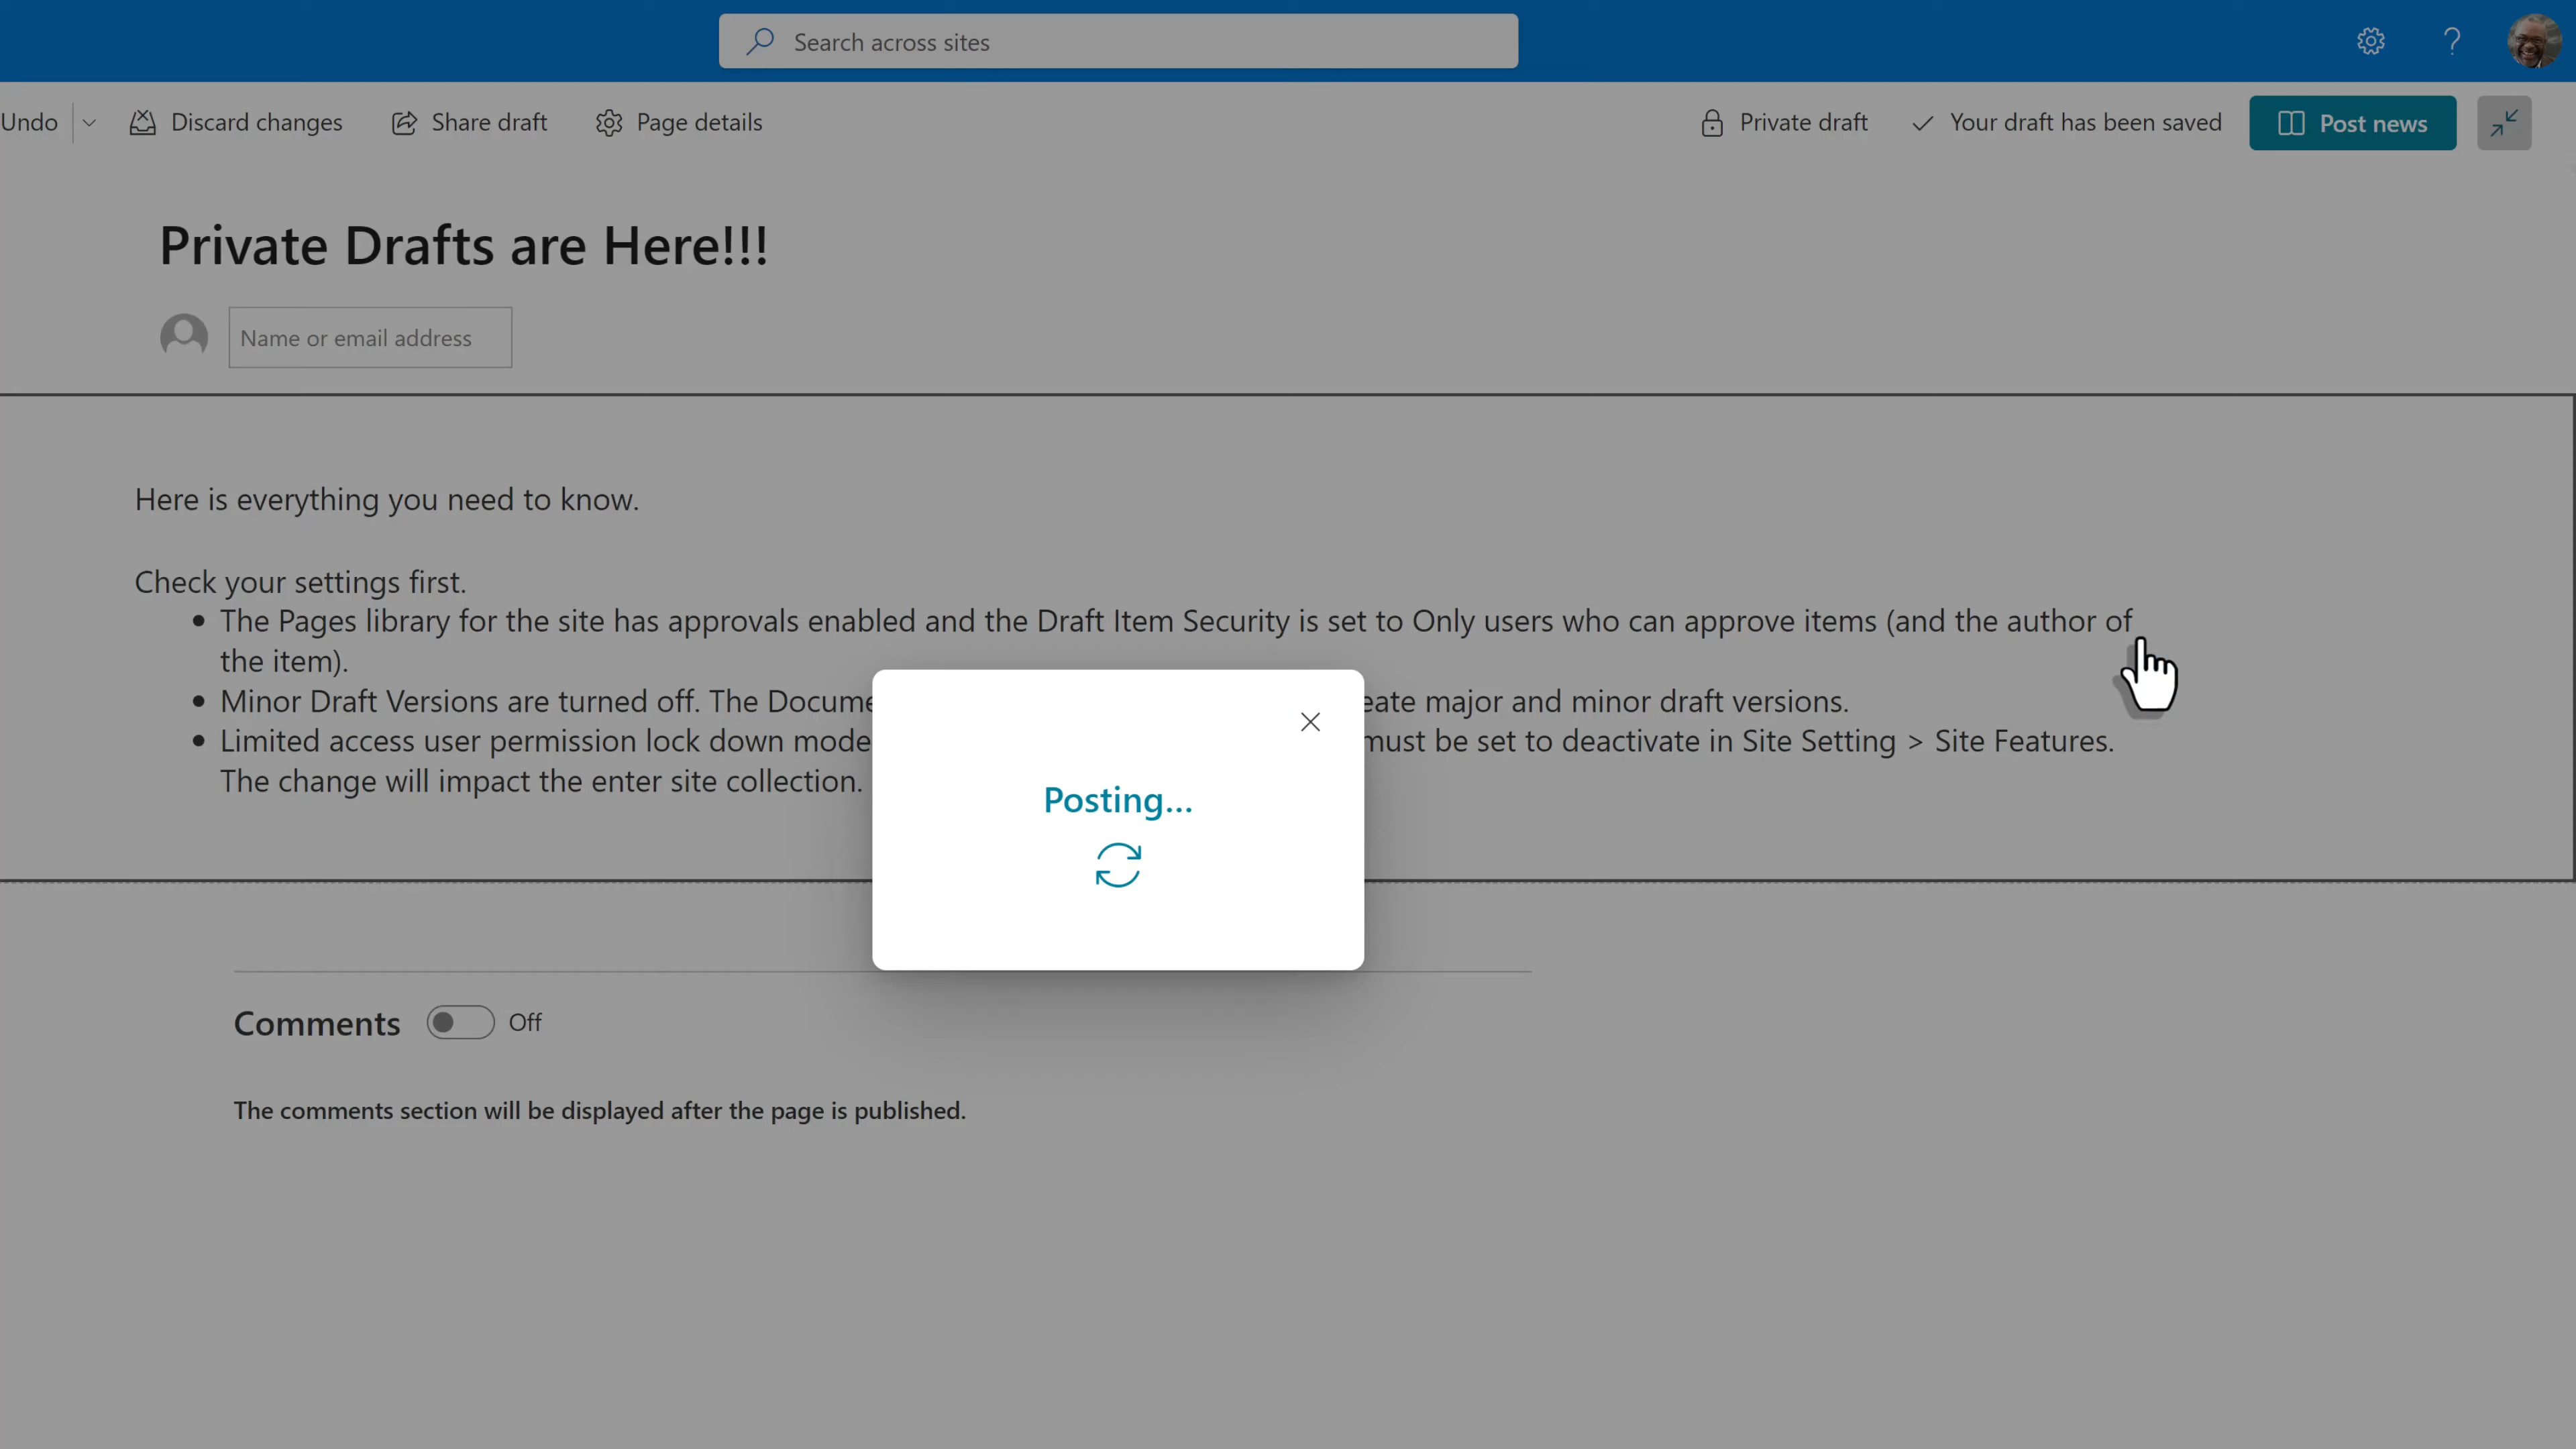 Search across sites
Undo
Discard changes
Share draft
Page details
Private draft
Your draft has been saved
Post news
Private Drafts are Here!!!
Name or email address
Here is everything you need to know.
Check your settings first.
The Pages library for the site has approvals enabled and the Draft Item Security is set to Only users who can approve items (and the author of
the item).
Minor Draft Versions are turned off. The Docume eate major and minor draft versions.
Limited access user permission lock down mode must be set to deactivate in Site Setting > Site Features.
The change will impact the enter site collection.
Posting...
Comments Off
The comments section will be displayed after the page is published.